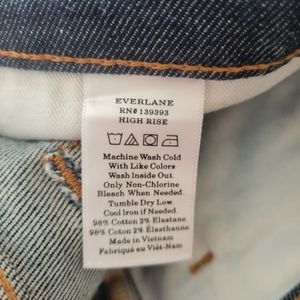 EVERLANE
RN# 139393
HIGH RISE
Machine Wash Cold
With Like Colors
Wash Inside Out.
Only Non-Chlorine
Bleach When Needed.
Tumble Dry Low.
Cool Iron if Needed.
98% Cotton 2% Elastane.
98% Coton 2% Élasthanne.
Made in Vietnam
Fabriqué au Viêt-Nam